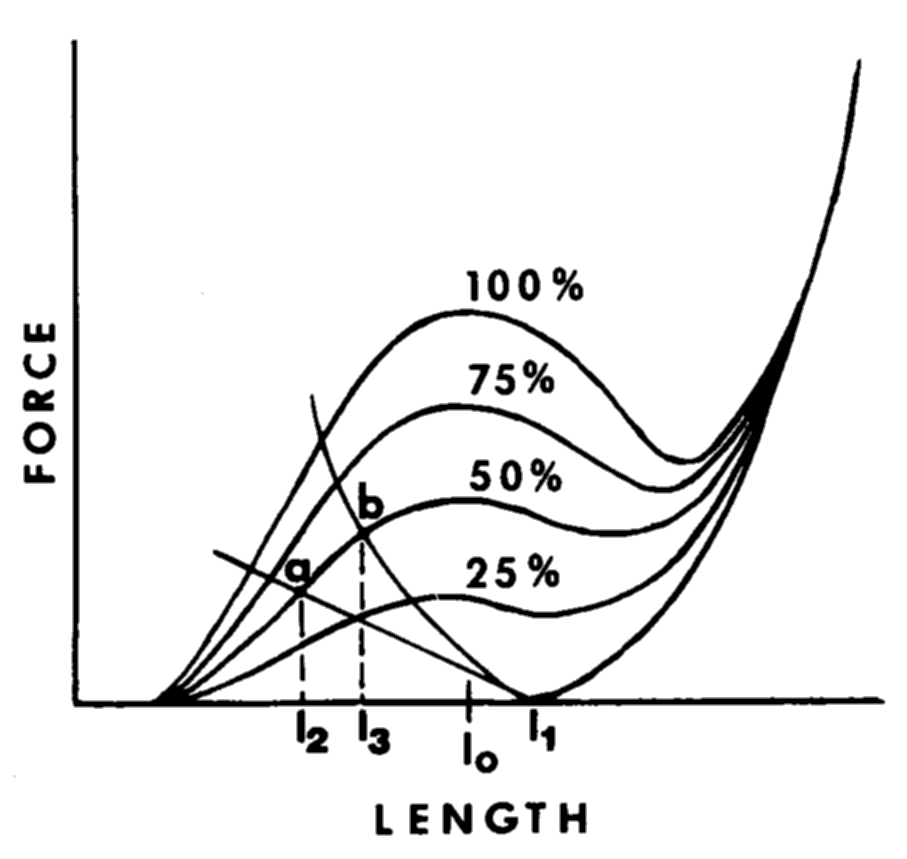 100%
75%
50%
25%
b
a
FORCE
l2 l3 l0 l1
LENGTH